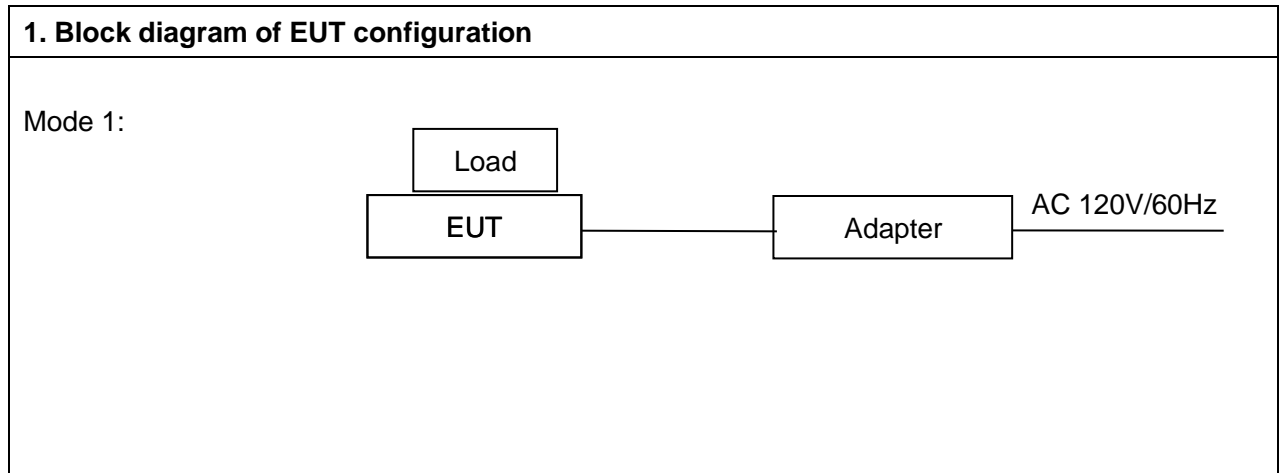 1. Block diagram of EUT configuration
Mode 1:
Load
EUT
Adapter
AC 120V/60Hz